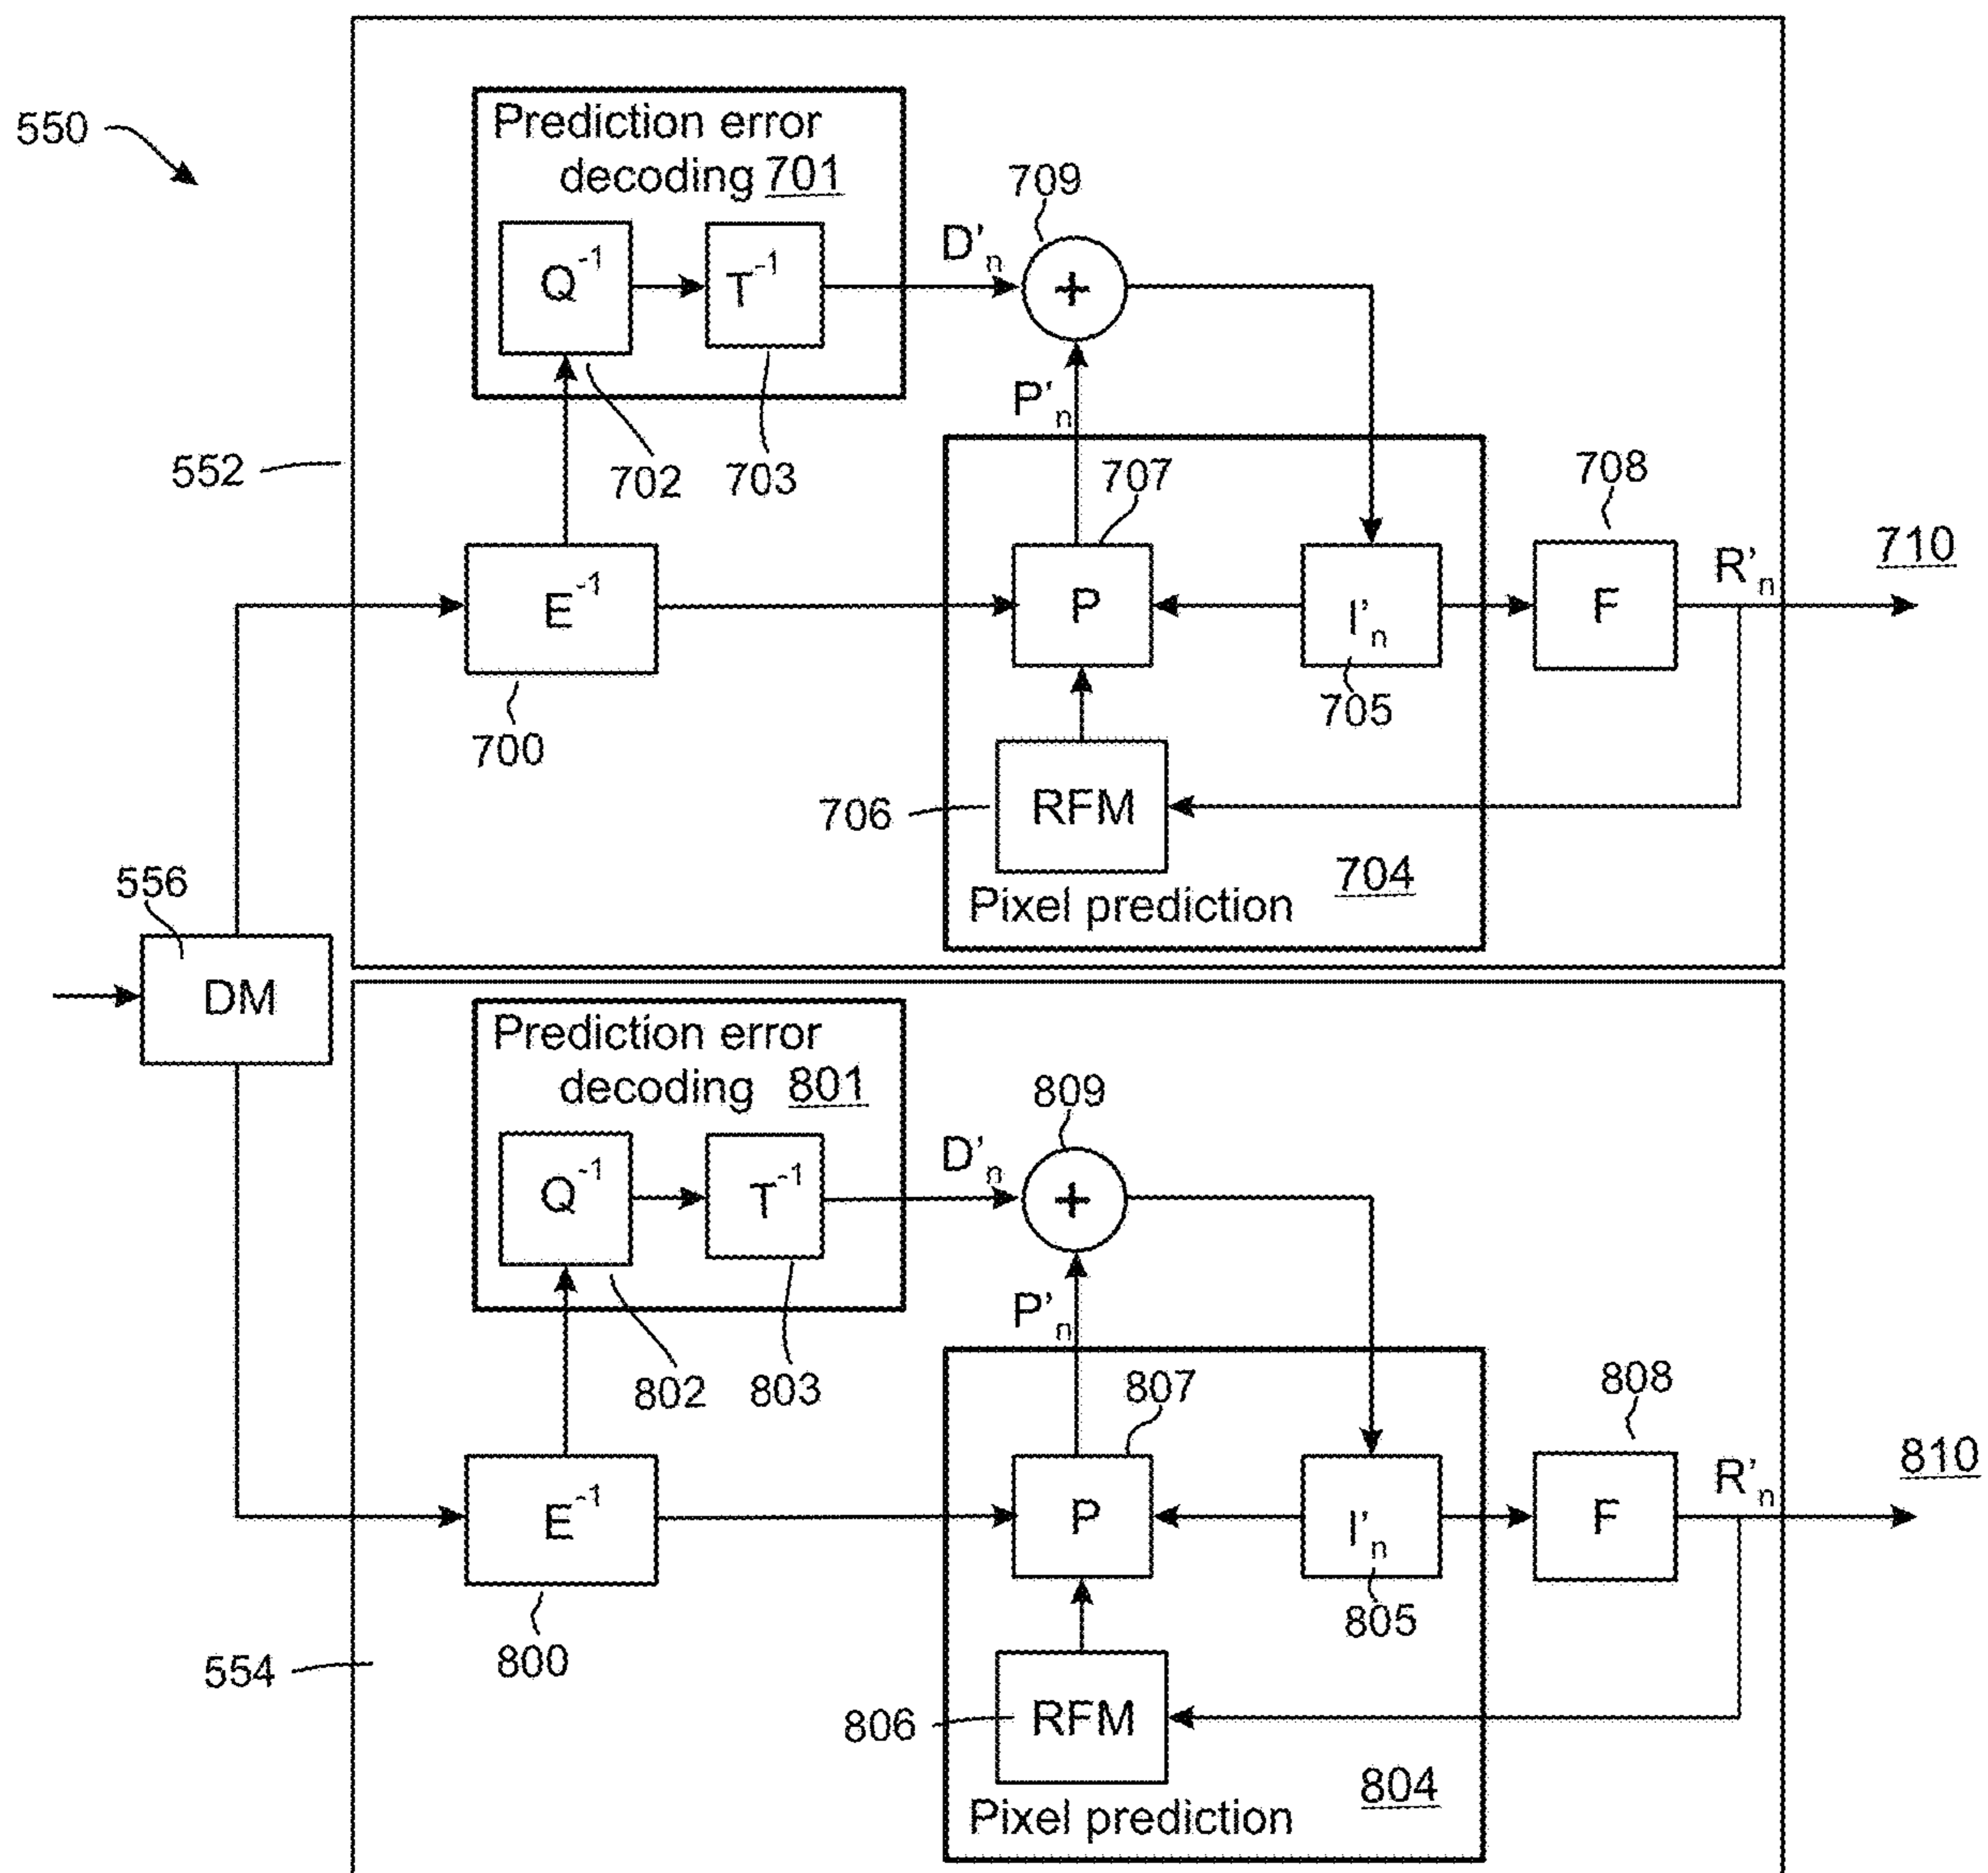 550
Prediction error
decoding 701
Q⁻¹
T⁻¹
D'n
709
+
P'n
552
702
703
707
708
E⁻¹
P
I'n
F
R'n
710
700
705
706
RFM
704
Pixel prediction
556
DM
Prediction error
decoding 801
Q⁻¹
T⁻¹
D'n
809
+
P'n
802
803
807
808
E⁻¹
P
I'n
F
R'n
810
800
805
554
806
RFM
804
Pixel prediction